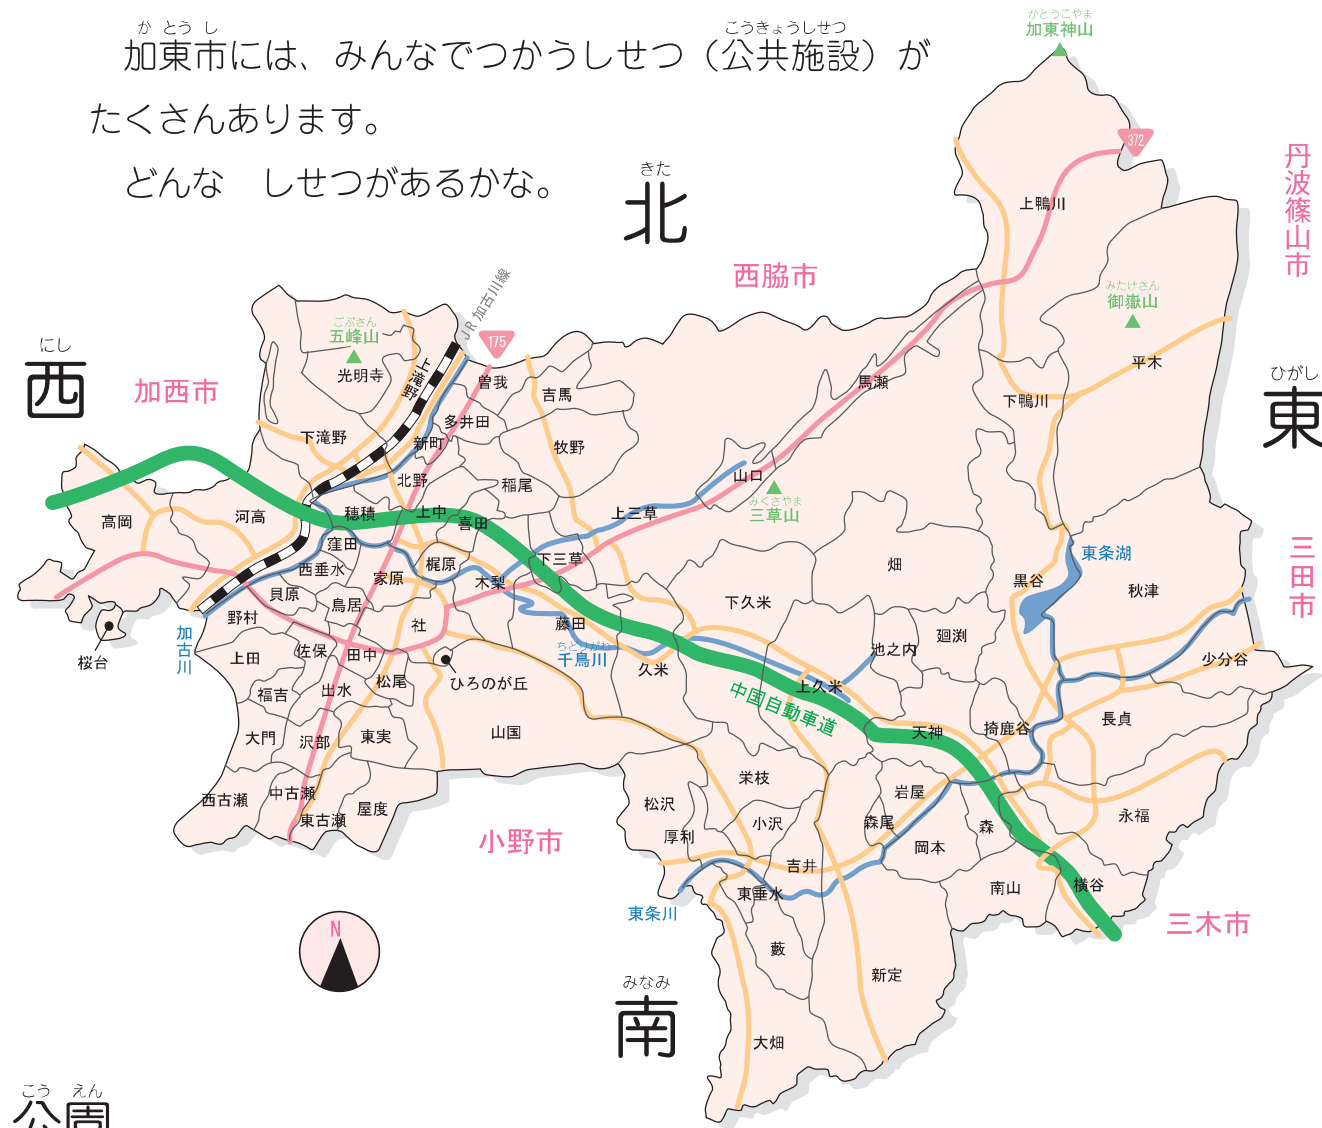 か とう し
こうきょうしせつ
加東市には、みんなでつかうしせつ（公共施設）が
たくさんあります。
どんな　しせつがあるかな。
かとうこやま
加東神山
372
丹波篠山市
きた
北
上鴨川
西脇市
みたけさん
御嶽山
JR加古川線
175
ごぶさん
五峰山
上滝野
にし
西
加西市
光明寺
曽我
吉馬
馬瀬
平木
下鴨川
ひがし
東
多井田
下滝野
新町
牧野
北野
稲尾
山口
みくさやま
三草山
高岡
河高
穂積
上中
喜田
上三草
窪田
西垂水
家原
梶原
木梨
下三草
畑
東条湖
三田市
黒谷
秋津
貝原
鳥居
野村
社
藤田
下久米
廻渕
桜台
加古川
上田
佐保
田中
ちとりがわ
千鳥川
久米
池之内
少分谷
福吉
出水
松尾
ひろのが丘
上久米
中国自動車道
大門
沢部
東実
山国
天神
掎鹿谷
長貞
西古瀬
中古瀬
東古瀬
屋度
栄枝
松沢
小沢
岩屋
森尾
森
永福
小野市
厚利
岡本
吉井
東垂水
南山
横谷
東条川
三木市
N
藪
新定
みなみ
南
大畑
こう えん
公園